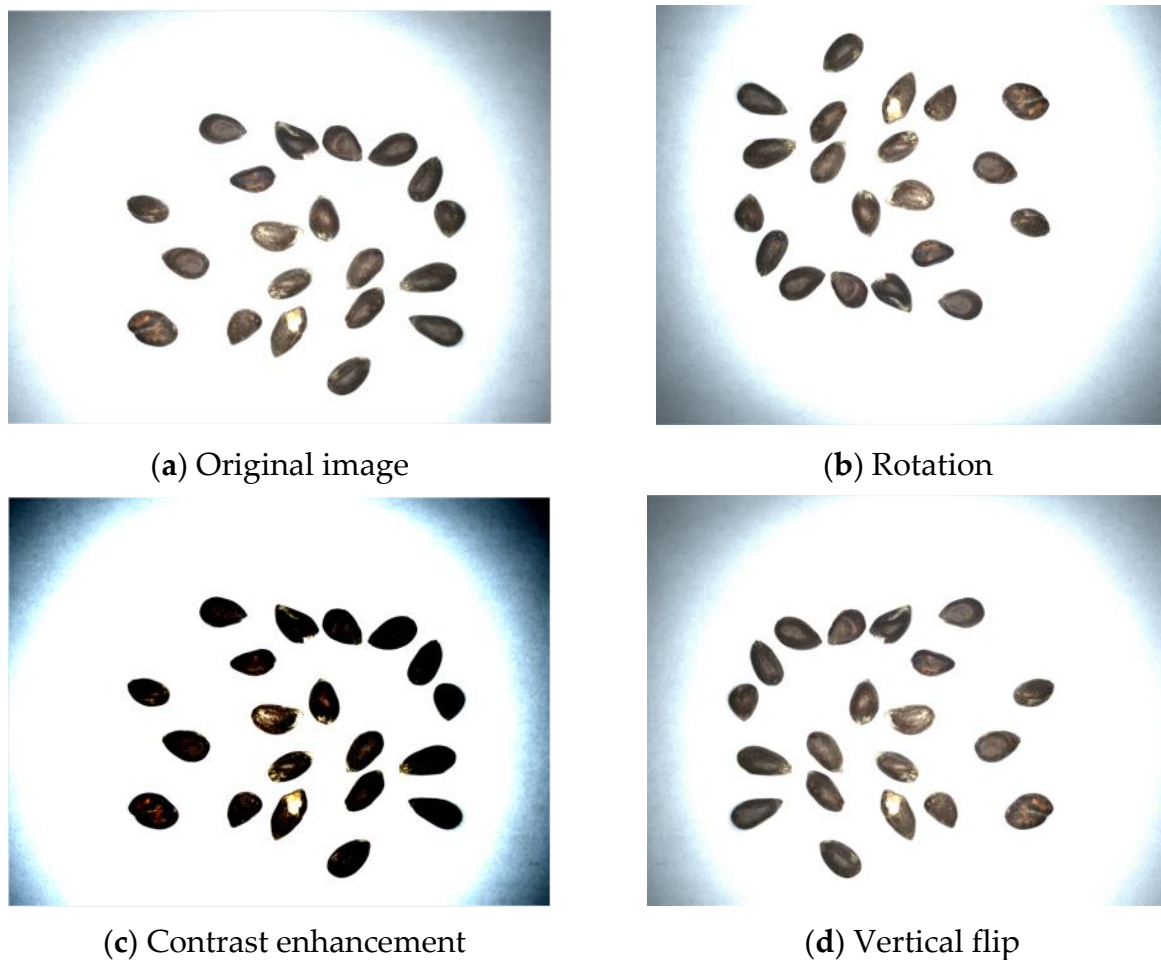 (a) Original image
(b) Rotation
(c) Contrast enhancement
(d) Vertical flip